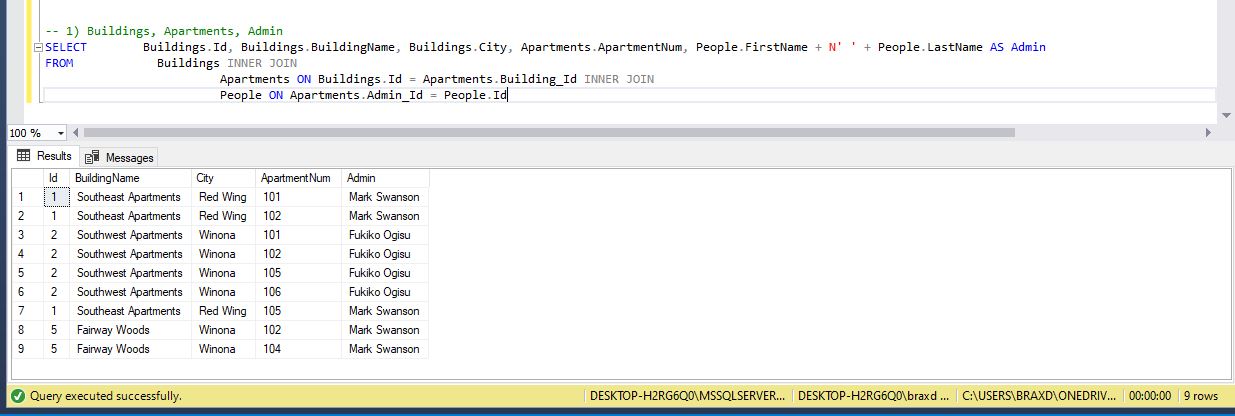 -- 1) Buildings, Apartments, Admin
SELECT Buildings.Id, Buildings.BuildingName, Buildings.City, Apartments.ApartmentNum, People.FirstName + N' ' + People.LastName AS Admin
FROM Buildings INNER JOIN
Apartments ON Buildings.Id = Apartments.Building_Id INNER JOIN
People ON Apartments.Admin_Id = People.Id
100 %
Results Messages
Id BuildingName City ApartmentNum Admin
1 1 Southeast Apartments Red Wing 101 Mark Swanson
2 1 Southeast Apartments Red Wing 102 Mark Swanson
3 2 Southwest Apartments Winona 101 Fukiko Ogisu
4 2 Southwest Apartments Winona 102 Fukiko Ogisu
5 2 Southwest Apartments Winona 105 Fukiko Ogisu
6 2 Southwest Apartments Winona 106 Fukiko Ogisu
7 1 Southeast Apartments Red Wing 105 Mark Swanson
8 5 Fairway Woods Winona 102 Mark Swanson
9 5 Fairway Woods Winona 104 Mark Swanson
Query executed successfully. DESKTOP-H2RG6Q0\MSSQLSERVER... DESKTOP-H2RG6Q0\braxd ... C:\USERS\BRAXD\ONEDRIV... 00:00:00 9 rows